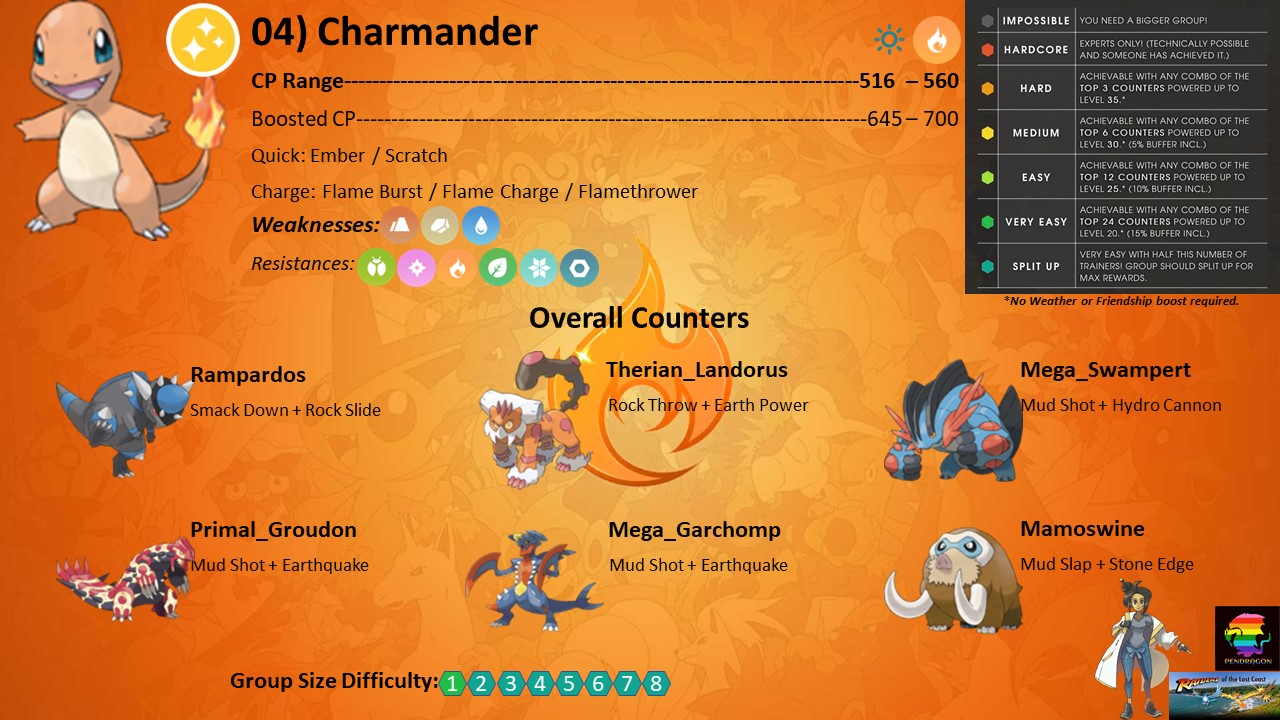 04) Charmander
CP Range--------------------------------------------------------------------------516 – 560
Boosted CP-------------------------------------------------------------------------645 – 700
Quick: Ember / Scratch
Charge: Flame Burst / Flame Charge / Flamethrower
Weaknesses:
Resistances:
IMPOSSIBLE YOU NEED A BIGGER GROUP!
HARDCORE EXPERTS ONLY! (TECHNICALLY POSSIBLE
AND SOMEONE HAS ACHIEVED IT.)
HARD ACHIEVABLE WITH ANY COMBO OF THE
TOP 3 COUNTERS POWERED UP TO
LEVEL 35.*
MEDIUM ACHIEVABLE WITH ANY COMBO OF THE
TOP 6 COUNTERS POWERED UP TO
LEVEL 30.* (5% BUFFER INCL.)
EASY ACHIEVABLE WITH ANY COMBO OF THE
TOP 12 COUNTERS POWERED UP TO
LEVEL 25.* (10% BUFFER INCL.)
VERY EASY ACHIEVABLE WITH ANY COMBO OF THE
TOP 24 COUNTERS POWERED UP TO
LEVEL 20.* (15% BUFFER INCL.)
SPLIT UP VERY EASY WITH HALF THIS NUMBER OF
TRAINERS! GROUP SHOULD SPLIT UP FOR
MAX REWARDS.
*No Weather or Friendship boost required.
Overall Counters
Rampardos
Smack Down + Rock Slide
Therian_Landorus
Rock Throw + Earth Power
Mega_Swampert
Mud Shot + Hydro Cannon
Primal_Groudon
Mud Shot + Earthquake
Mega_Garchomp
Mud Shot + Earthquake
Mamoswine
Mud Slap + Stone Edge
Group Size Difficulty: 1 2 3 4 5 6 7 8
PENDRAGON
RAIDERS of the Lost Coast